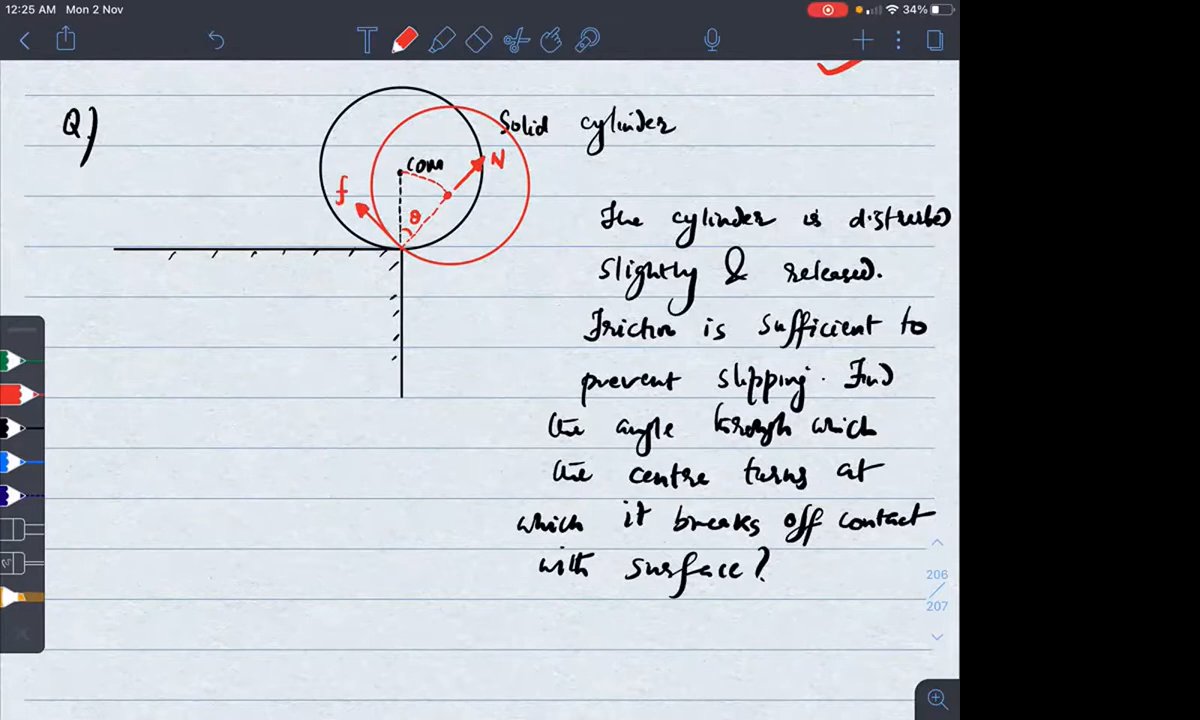 12:25 AM Mon 2 Nov
34%
T
Q)
Solid cylinder
com
N
f
θ
The cylinder is distrurbed
slightly & released.
Friction is sufficient to
prevent slipping. Find
the angle through which
the centre turns at
which it breaks off contact
with surface?
206
207